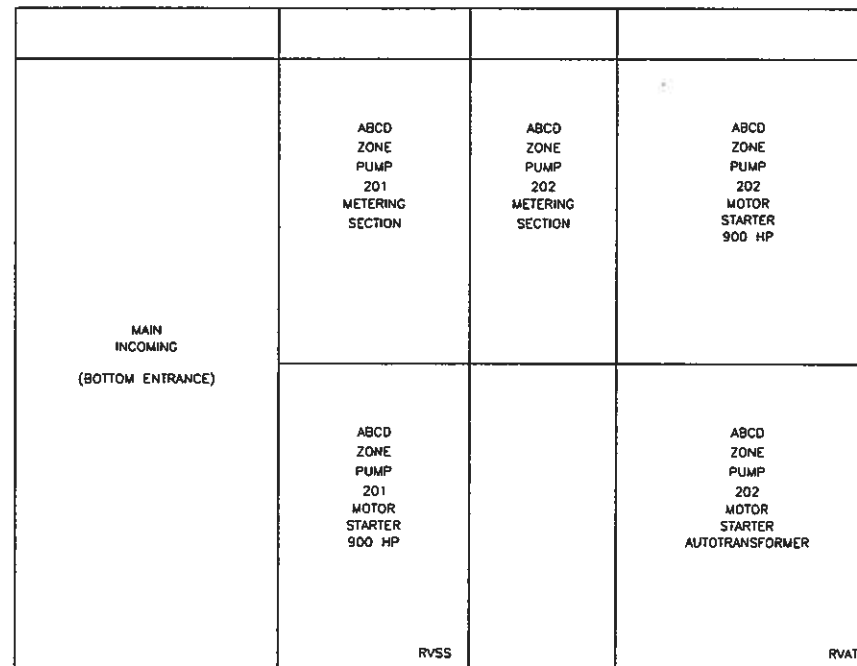 ABCD
ZONE
PUMP
201
METERING
SECTION
ABCD
ZONE
PUMP
202
METERING
SECTION
ABCD
ZONE
PUMP
202
MOTOR
STARTER
900 HP
MAIN
INCOMING
(BOTTOM ENTRANCE)
ABCD
ZONE
PUMP
201
MOTOR
STARTER
900 HP
RVSS
ABCD
ZONE
PUMP
202
MOTOR
STARTER
AUTOTRANSFORMER
RVAT